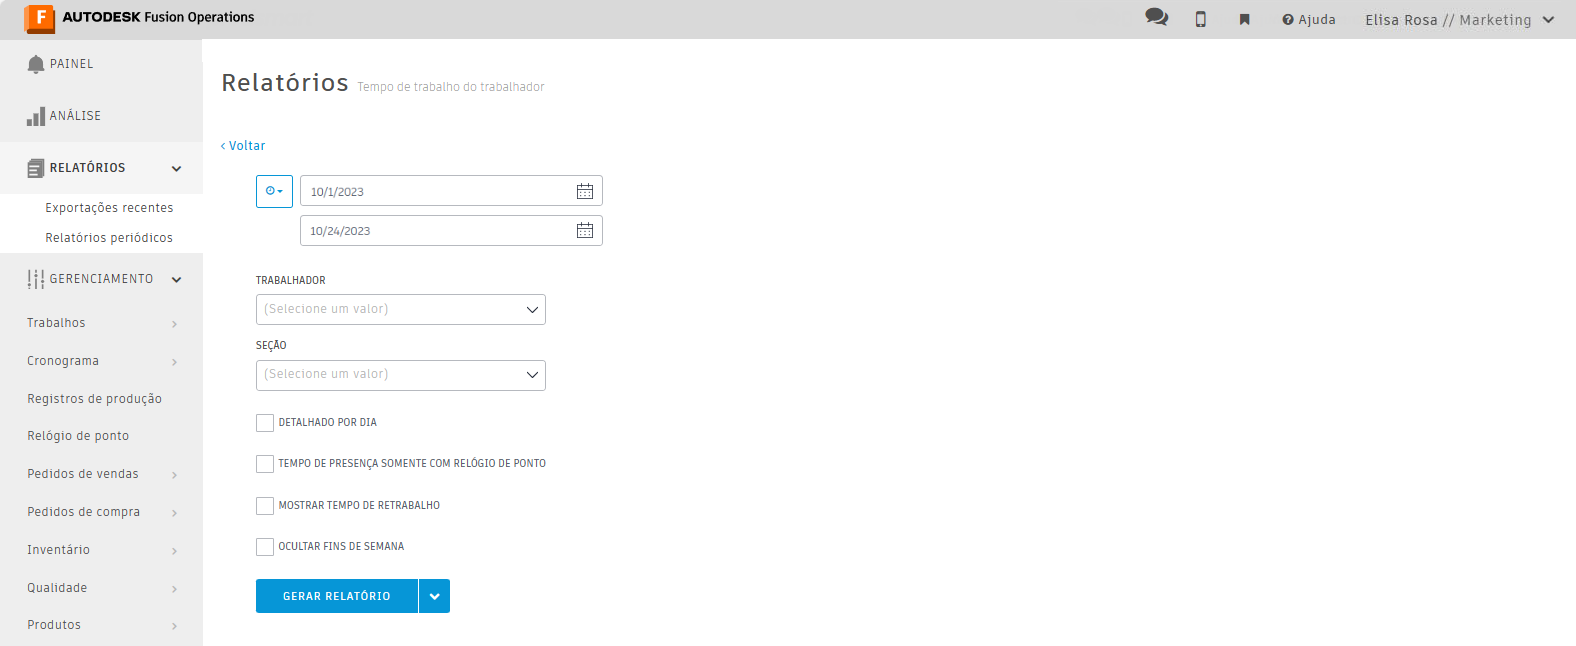 F AUTODESK Fusion Operations
Ajuda
Elisa Rosa // Marketing
PAINEL
ANÁLISE
RELATÓRIOS
Exportações recentes
Relatórios periódicos
GERENCIAMENTO
Trabalhos
Cronograma
Registros de produção
Relógio de ponto
Pedidos de vendas
Pedidos de compra
Inventário
Qualidade
Produtos
Relatórios Tempo de trabalho do trabalhador
‹ Voltar
10/1/2023
10/24/2023
TRABALHADOR
(Selecione um valor)
SEÇÃO
(Selecione um valor)
DETALHADO POR DIA
TEMPO DE PRESENÇA SOMENTE COM RELÓGIO DE PONTO
MOSTRAR TEMPO DE RETRABALHO
OCULTAR FINS DE SEMANA
GERAR RELATÓRIO